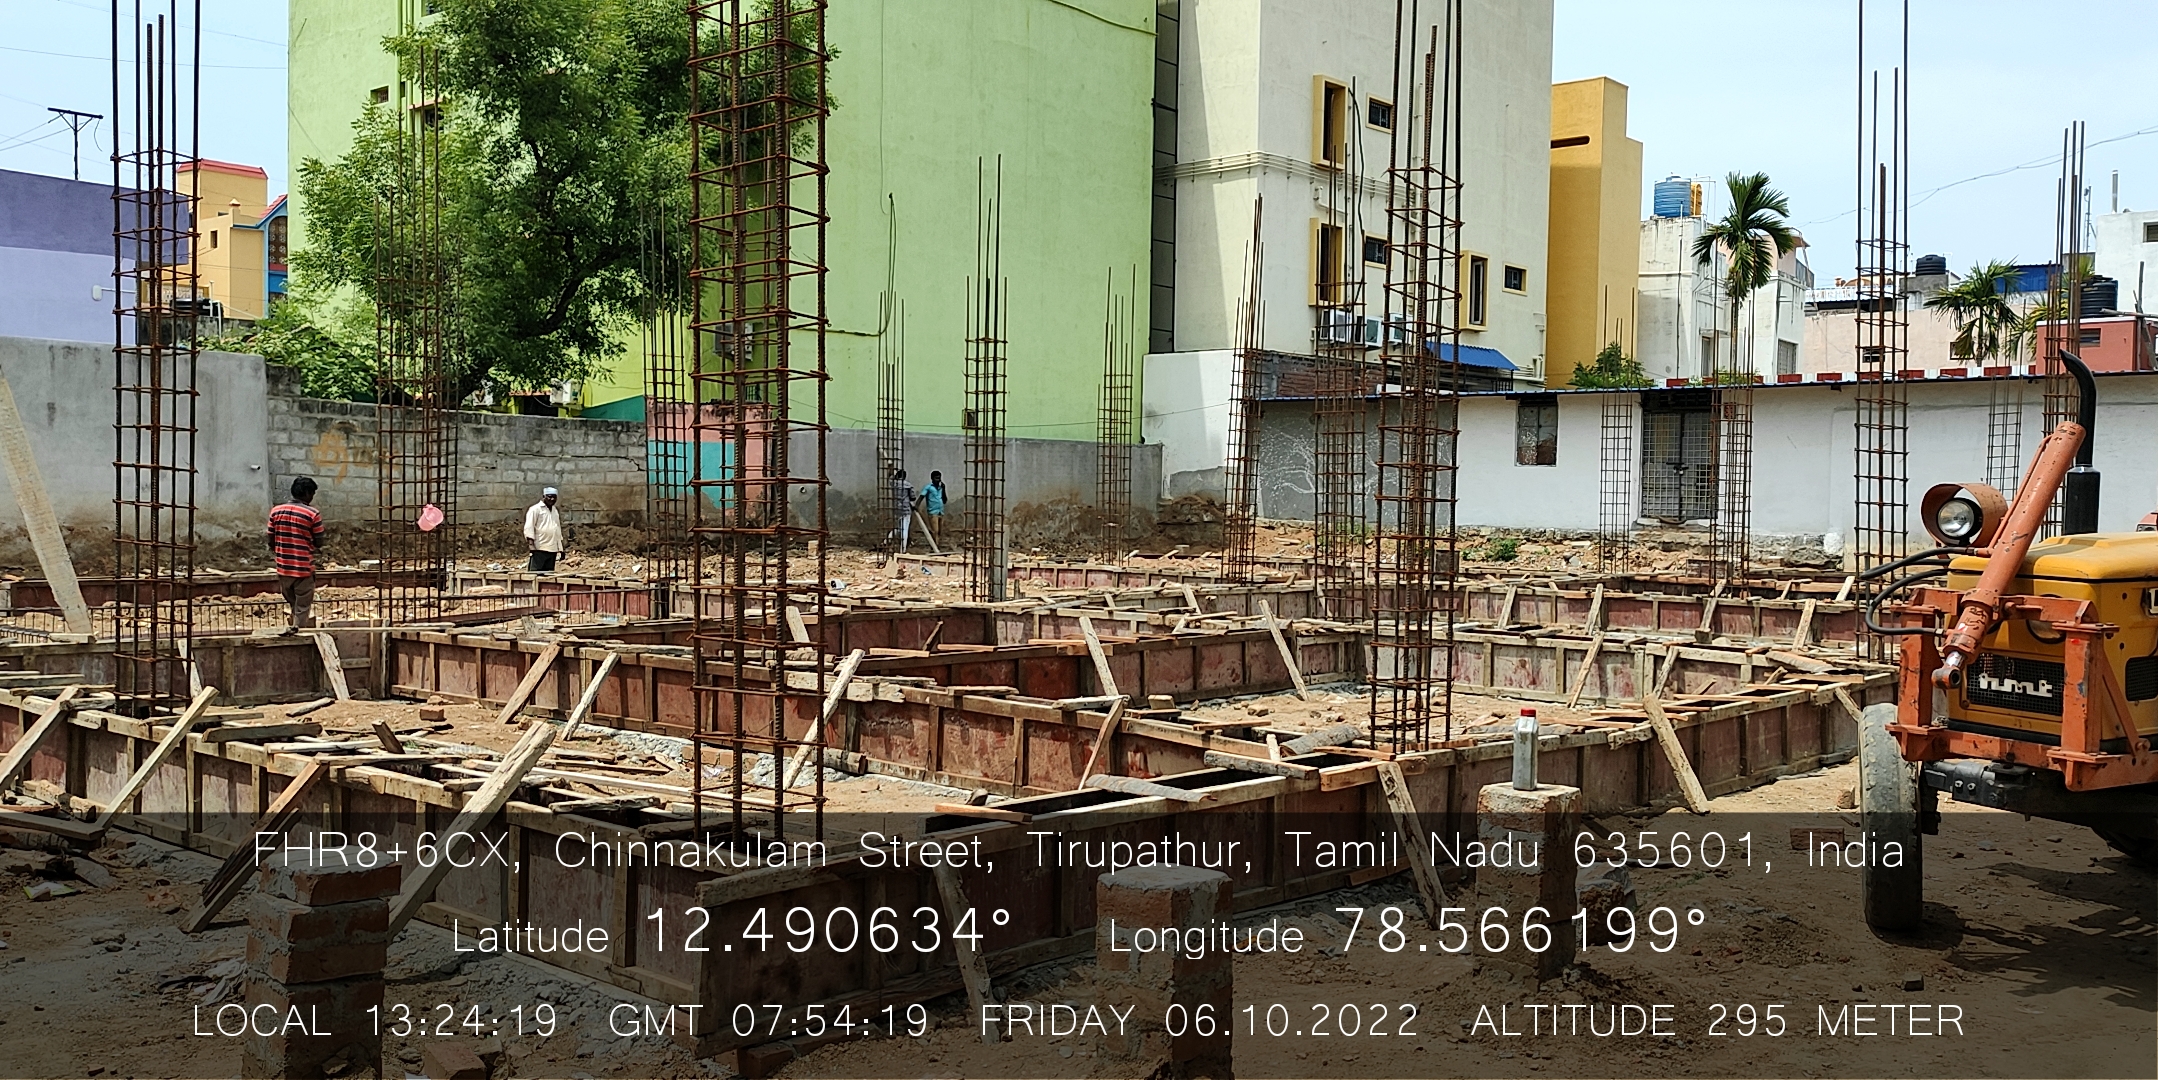 hmt
FHR8+6CX, Chinnakulam Street, Tirupathur, Tamil Nadu 635601, India
Latitude 12.490634° Longitude 78.566199°
LOCAL 13:24:19 GMT 07:54:19 FRIDAY 06.10.2022 ALTITUDE 295 METER